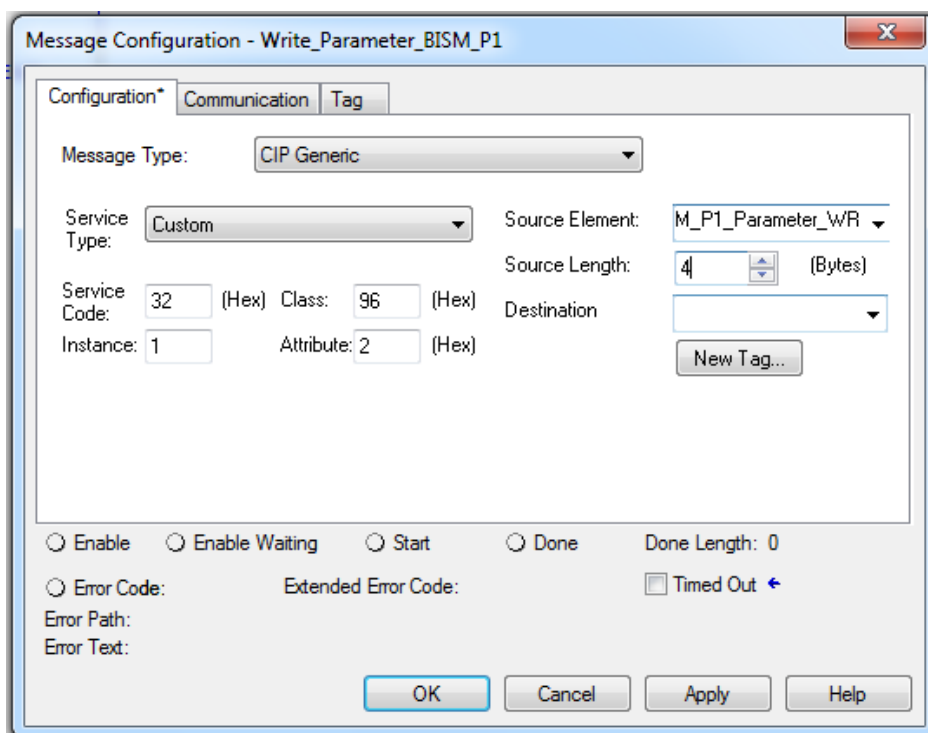 Message Configuration - Write_Parameter_BISM_P1
X
Configuration* Communication Tag
Message Type: CIP Generic
Service Type: Custom
Source Element: M_P1_Parameter_WR
Source Length: 4 (Bytes)
Service Code: 32 (Hex) Class: 96 (Hex)
Destination
Instance: 1 Attribute: 2 (Hex)
New Tag...
Enable Enable Waiting Start Done Done Length: 0
Error Code: Extended Error Code: Timed Out
Error Path:
Error Text:
OK Cancel Apply Help